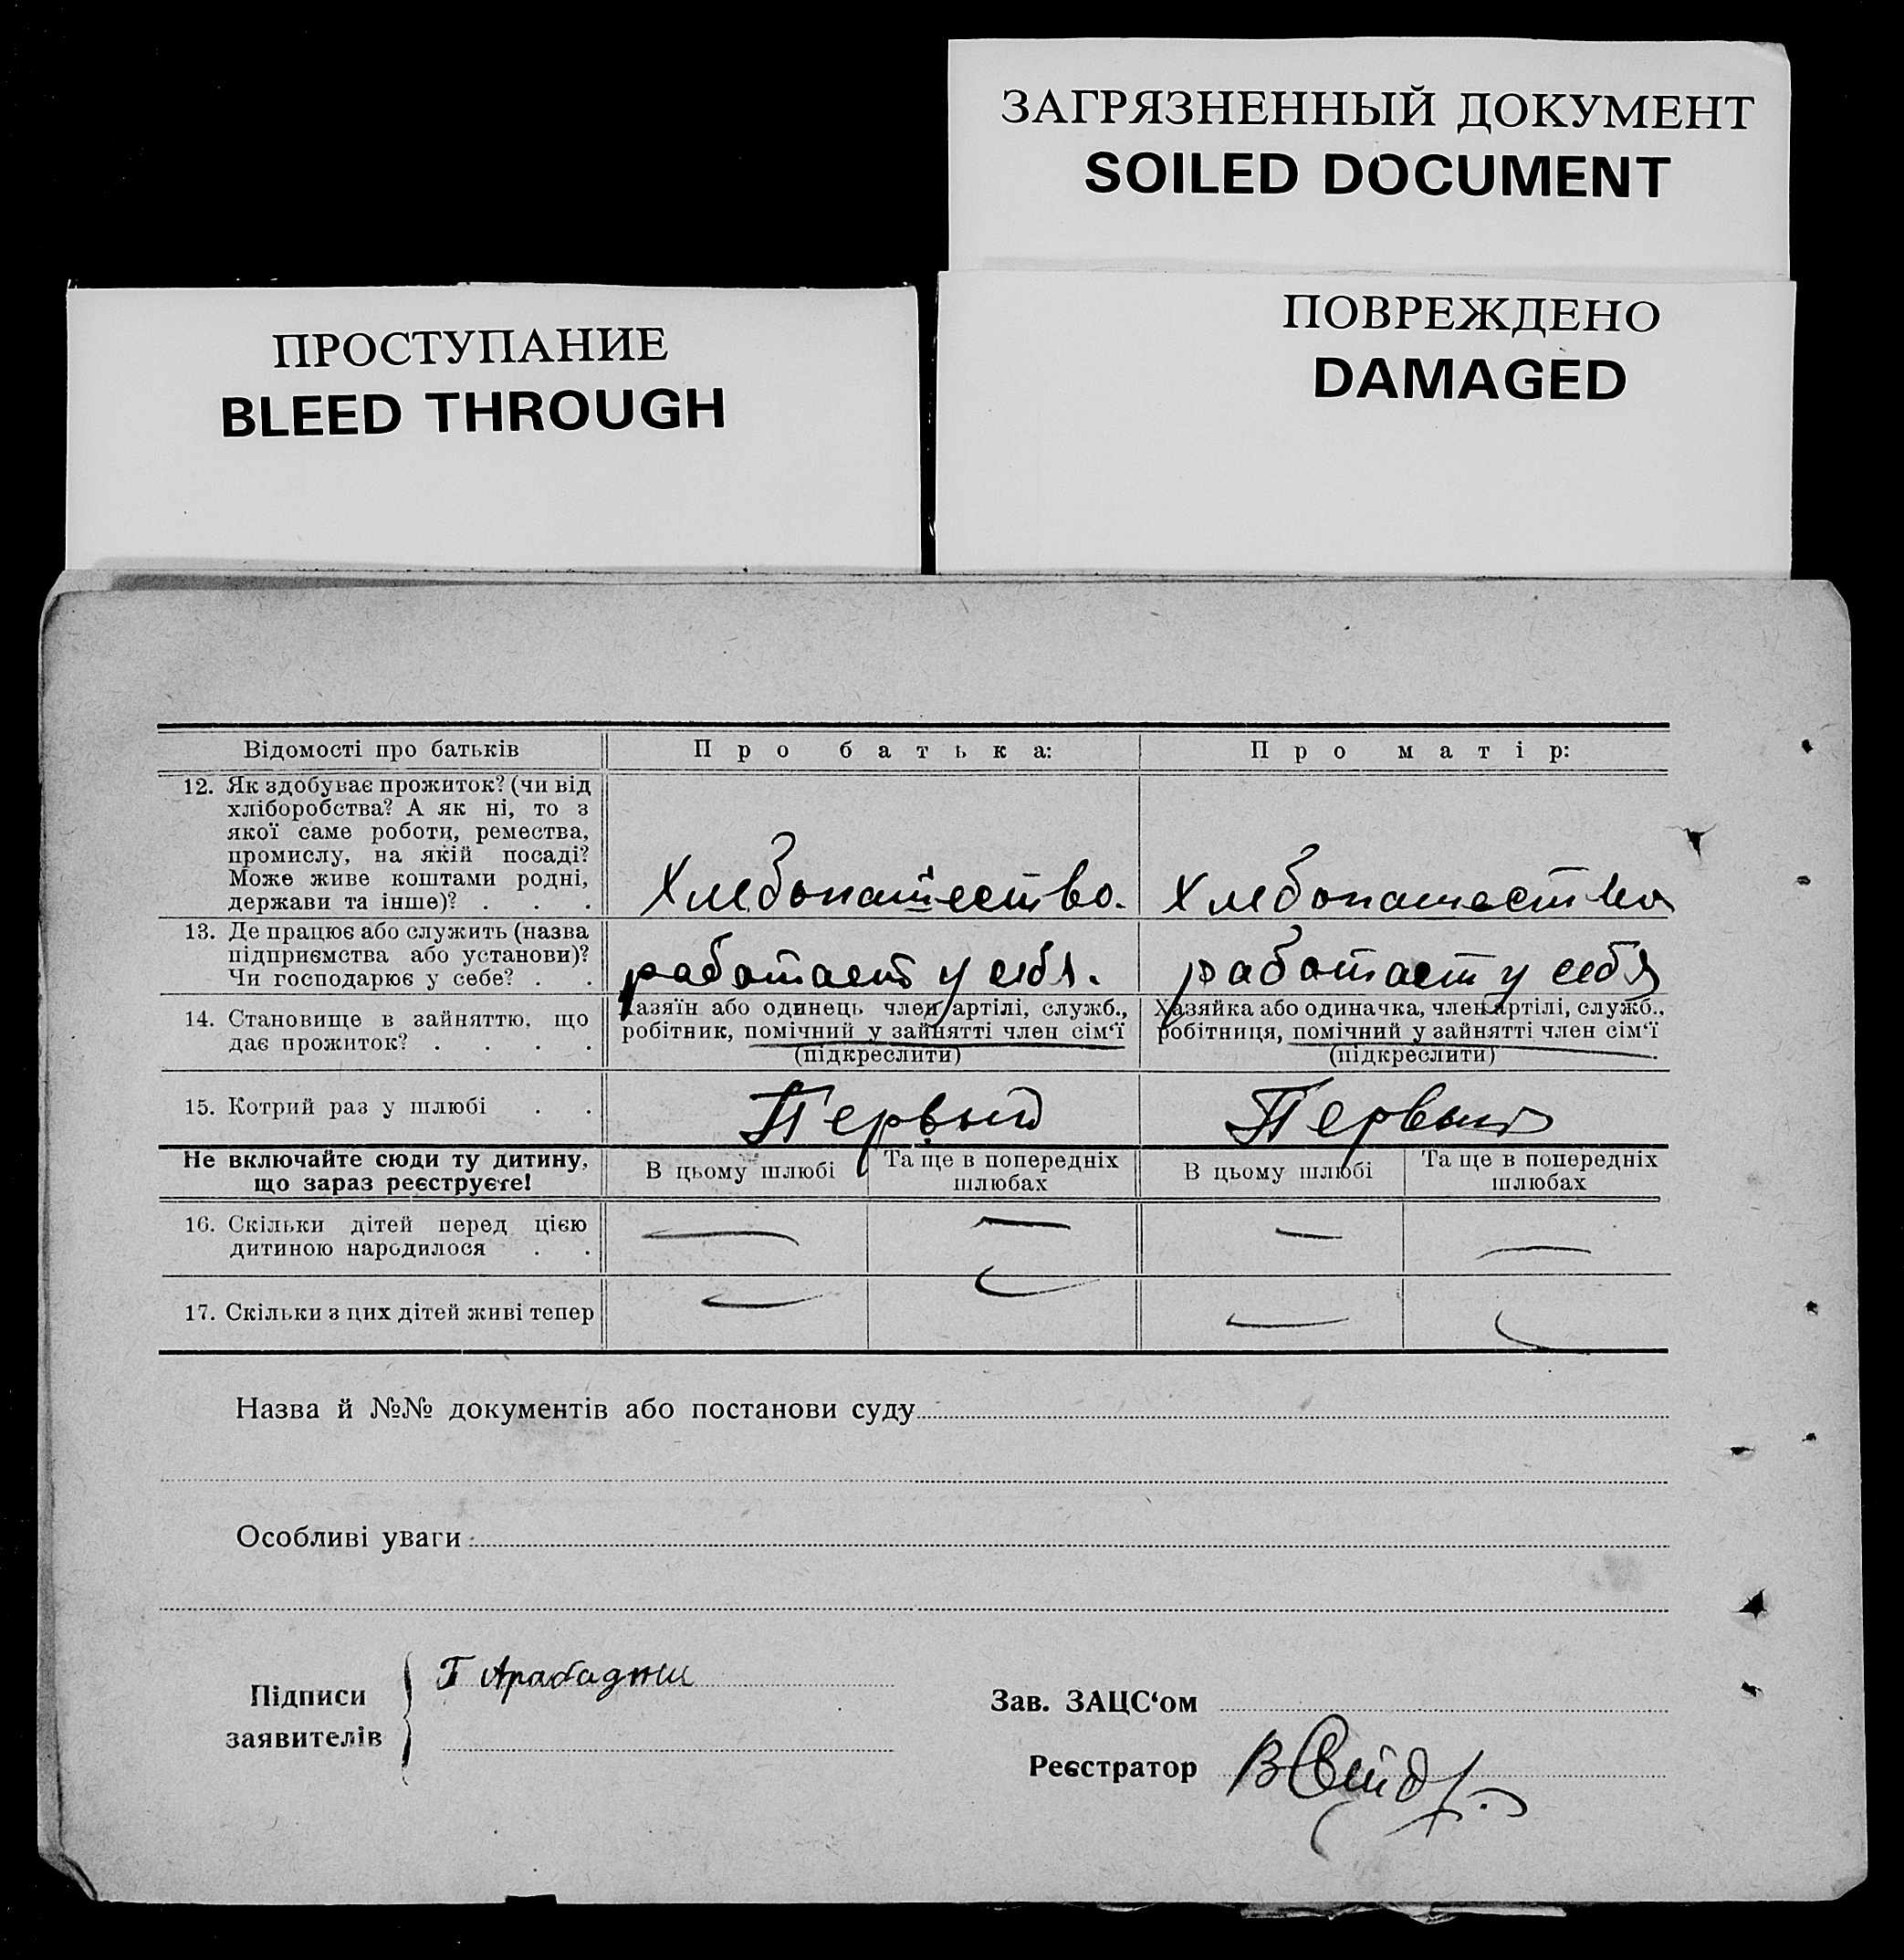 ЗАГРЯЗНЕННЫЙ ДОКУМЕНТ
SOILED DOCUMENT
ПРОСТУПАНИЕ
BLEED THROUGH
ПОВРЕЖДЕНО
DAMAGED
Відомості про батьків
Про батька:
Про матір:
12. Як здобуває прожиток? (чи від
хліборобства? А як ні, то з
якої саме роботи, ремества,
промислу, на якій посаді?
Може живе коштами родні,
держави та інше)? . . .
Хлебопашество.
Хлебопашество
13. Де працює або служить (назва
підприємства або установи)?
Чи господарює у себе? . .
работает у себя.
работает у себя
14. Становище в зайняттю, що
дає прожиток? . . . .
Хазяїн або одинець член артілі, служб.,
робітник, помічний у зайнятті член сім‘ї
(підкреслити)
Хазяйка або одиначка, член артілі, служб.,
робітниця, помічний у зайнятті член сім‘ї
(підкреслити)
15. Котрий раз у шлюбі . .
Первый
Первый
Не включайте сюди ту дитину,
що зараз реєструєте!
В цьому шлюбі
Та ще в попередніх
шлюбах
В цьому шлюбі
Та ще в попередніх
шлюбах
16. Скільки дітей перед цією
дитиною народилося . .
—
—
—
—
17. Скільки з цих дітей живі тепер
—
—
—
—
Назва й №№ документів або постанови суду
Особливі уваги
Підписи
заявителів
Г Арабаджи
Зав. ЗАЦС‘ом
Реєстратор